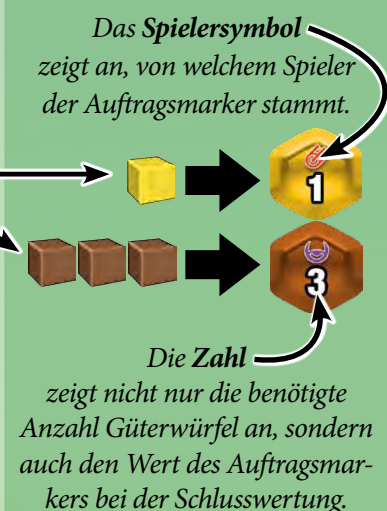 Das Spielersymbol
zeigt an, von welchem Spieler
der Auftragsmarker stammt.
1
3
Die Zahl
zeigt nicht nur die benötigte
Anzahl Güterwürfel an, sondern
auch den Wert des Auftragsmar-
kers bei der Schlusswertung.